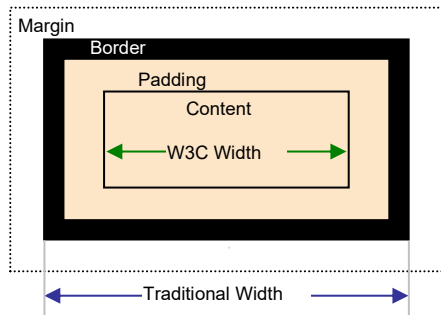 Margin
Border
Padding
Content
W3C Width
Traditional Width